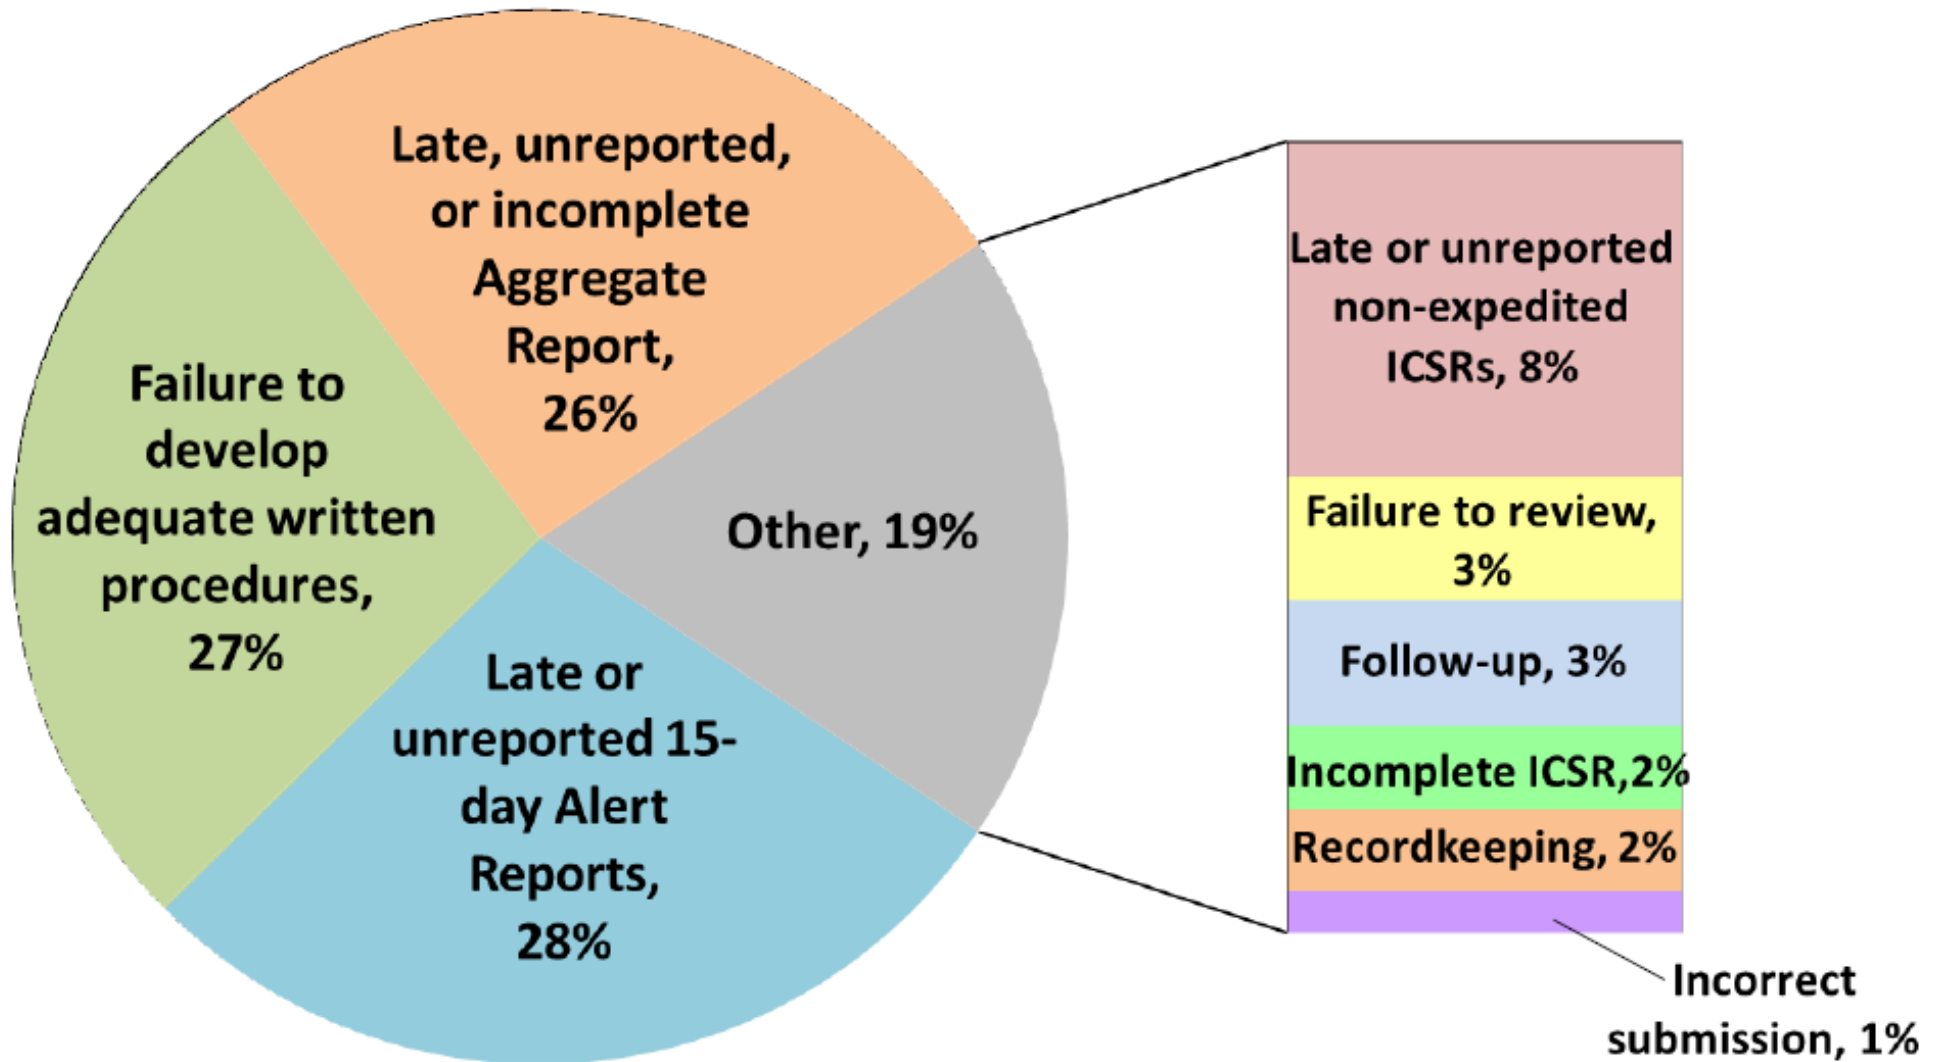 Late, unreported,
or incomplete
Aggregate
Report,
26%
Failure to
develop
adequate written
procedures,
27%
Other, 19%
Late or
unreported 15-
day Alert
Reports,
28%
Late or unreported
non-expedited
ICSRs, 8%
Failure to review,
3%
Follow-up, 3%
Incomplete ICSR,2%
Recordkeeping, 2%
Incorrect
submission, 1%